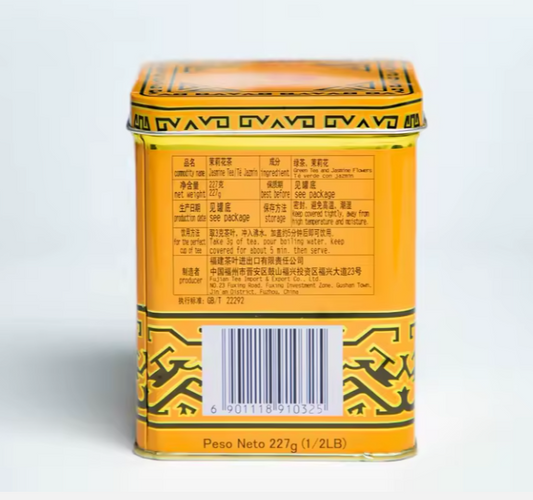 品名 茉莉花茶 成分 绿茶、茉莉花
commodity name Jasmine Tea/Té Jazmín ingredient Green Tea and Jasmine Flowers
Té verde con jazmín
净含量 227克 保质期 见罐底
net weight 227g best before see package
生产日期 见罐底 保存方法 密封、避免高温、潮湿
production date see package storage Keep covered tightly, away from
high temperature and moisture.
饮用方法 取3克茶叶，冲入沸水，加盖约5分钟后即可饮用.
for the perfect Take 3g of tea, pour boiling water, keep
cup of tea covered for about 5 min. then serve.
福建茶叶进出口有限责任公司
制造者 中国福州市晋安区鼓山福兴投资区福兴大道23号
producer Fujian Tea Import & Export Co., Ltd.
NO.23 Fuxing Road, Fuxing Investment Zone, Gushan Town,
Jin'an District, Fuzhou, China
执行标准：GB/T 22292
6 901118 910325
Peso Neto 227g (1/2LB)